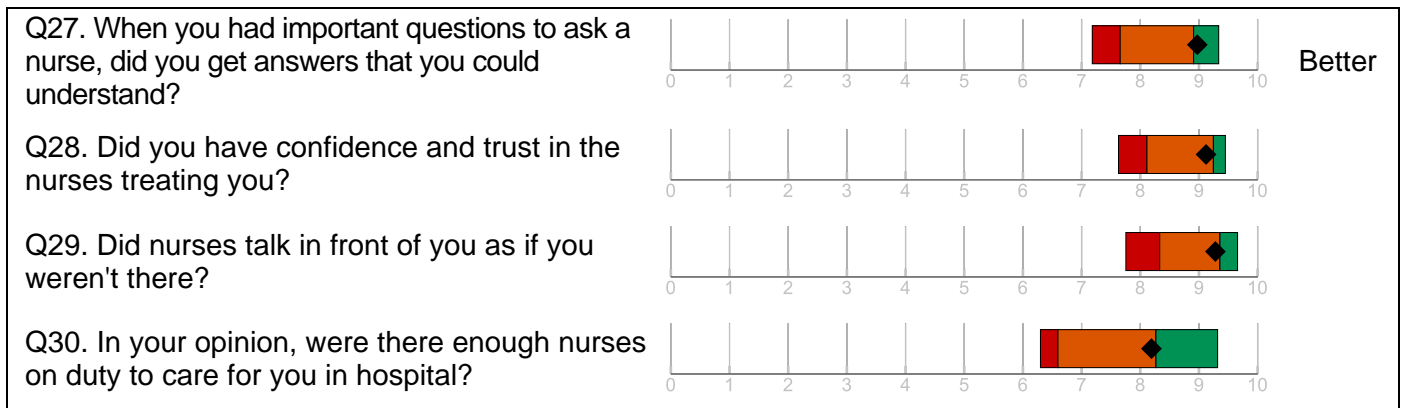 Q27. When you had important questions to ask a
nurse, did you get answers that you could
understand?
0 1 2 3 4 5 6 7 8 9 10
Better
Q28. Did you have confidence and trust in the
nurses treating you?
0 1 2 3 4 5 6 7 8 9 10
Q29. Did nurses talk in front of you as if you
weren't there?
0 1 2 3 4 5 6 7 8 9 10
Q30. In your opinion, were there enough nurses
on duty to care for you in hospital?
0 1 2 3 4 5 6 7 8 9 10